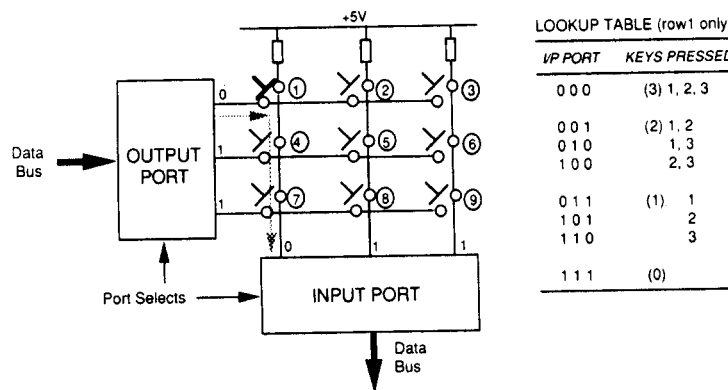 +5V
0 1 2 3
Data
Bus
OUTPUT
PORT
1 4 5 6
1 7 8 9
0 1 1
Port Selects
INPUT PORT
Data
Bus
LOOKUP TABLE (row1 only
I/P PORT KEYS PRESSED
0 0 0 (3) 1, 2, 3
0 0 1 (2) 1, 2
0 1 0 1, 3
1 0 0 2, 3
0 1 1 (1) 1
1 0 1 2
1 1 0 3
1 1 1 (0)